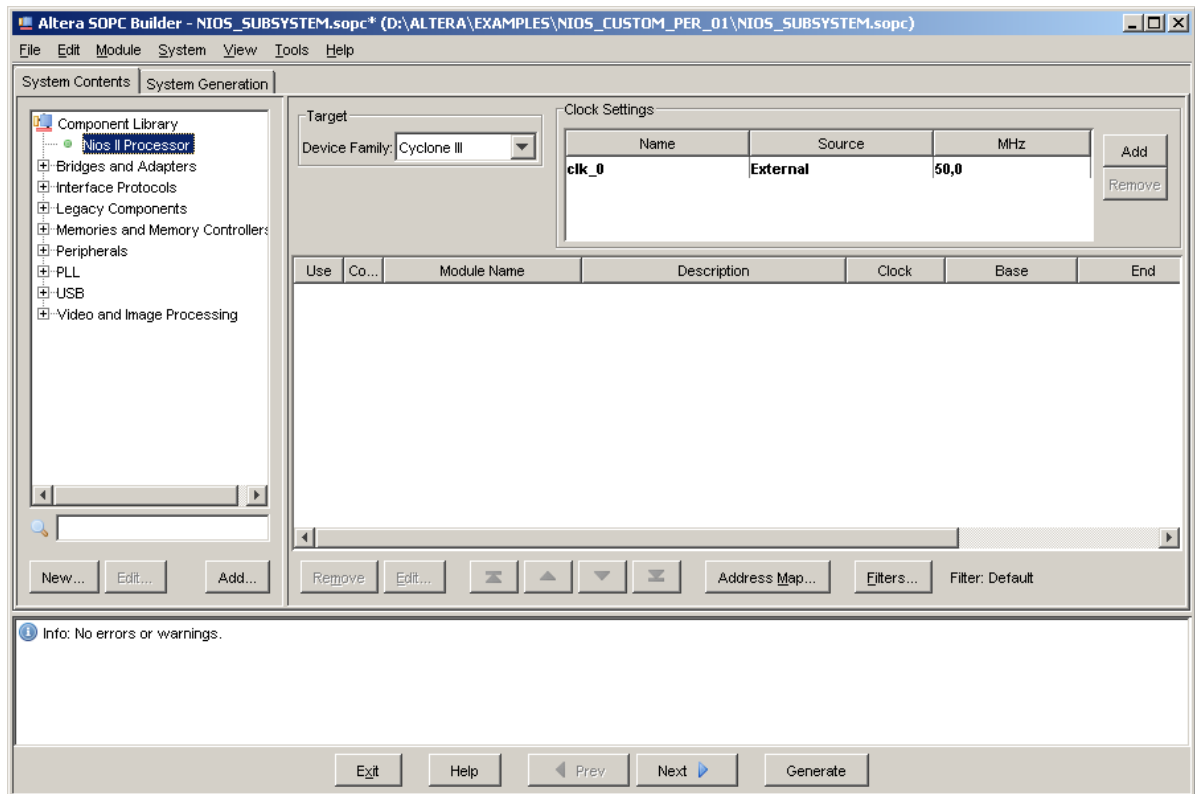 Altera SOPC Builder - NIOS_SUBSYSTEM.sopc* (D:\ALTERA\EXAMPLES\NIOS_CUSTOM_PER_01\NIOS_SUBSYSTEM.sopc)
File Edit Module System View Tools Help
System Contents System Generation
Component Library
Nios II Processor
Bridges and Adapters
Interface Protocols
Legacy Components
Memories and Memory Controllers
Peripherals
PLL
USB
Video and Image Processing
New... Edit... Add...
Target
Device Family: Cyclone III
Clock Settings
Name Source MHz
clk_0 External 50,0
Add
Remove
Use Co... Module Name Description Clock Base End
Remove Edit... Address Map... Filters... Filter: Default
Info: No errors or warnings.
Exit Help Prev Next Generate